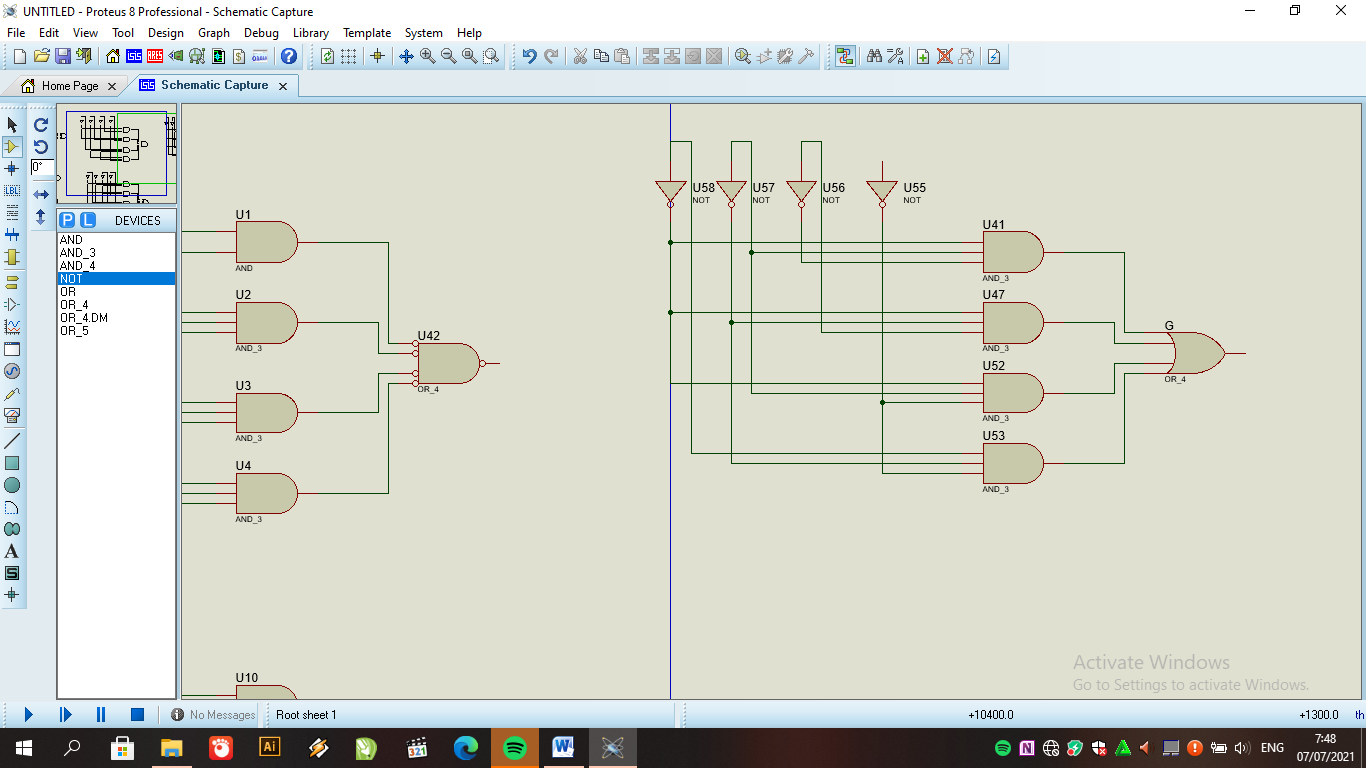 UNTITLED - Proteus 8 Professional - Schematic Capture
File Edit View Tool Design Graph Debug Library Template System Help
Home Page Schematic Capture
0°
LBL
P L DEVICES
AND
AND_3
AND_4
NOT
OR
OR_4
OR_4.DM
OR_5
A
S
U1
AND
U2
AND_3
U3
AND_3
U4
AND_3
U42
OR_4
U10
U58
NOT
U57
NOT
U56
NOT
U55
NOT
U41
AND_3
U47
AND_3
U52
AND_3
U53
AND_3
G
OR_4
Activate Windows
Go to Settings to activate Windows.
No Messages Root sheet 1 +10400.0 +1300.0 th
Ai 321 W N ENG 7:48
07/07/2021